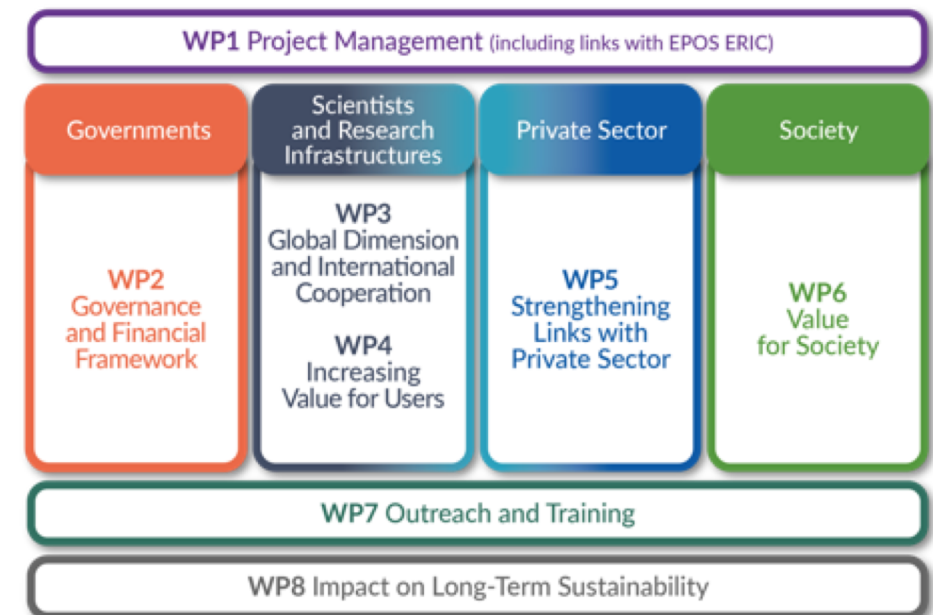 WP1 Project Management (including links with EPOS ERIC)
Governments
Scientists
and Research
Infrastructures
Private Sector
Society
WP2
Governance
and Financial
Framework
WP3
Global Dimension
and International
Cooperation
WP4
Increasing
Value for Users
WP5
Strengthening
Links with
Private Sector
WP6
Value
for Society
WP7 Outreach and Training
WP8 Impact on Long-Term Sustainability